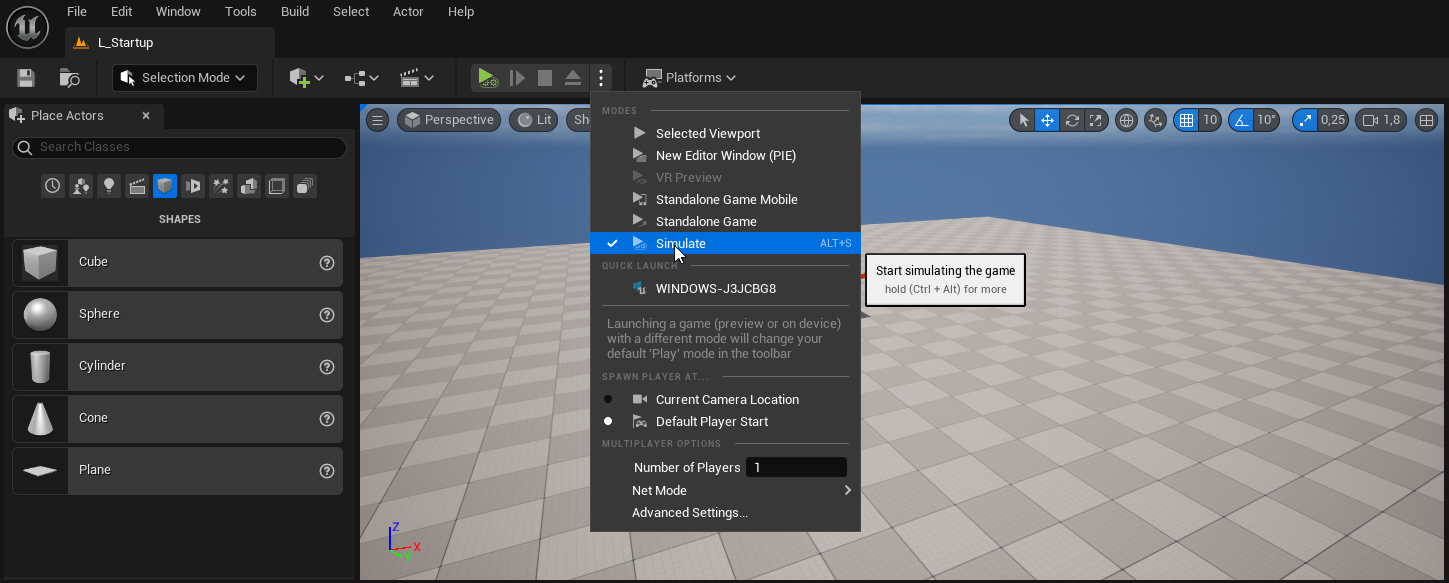 File Edit Window Tools Build Select Actor Help
L_Startup
Selection Mode
Platforms
Place Actors
Search Classes
SHAPES
Cube
Sphere
Cylinder
Cone
Plane
Perspective
Lit
Sh
10
10°
0,25
1,8
MODES
Selected Viewport
New Editor Window (PIE)
VR Preview
Standalone Game Mobile
Standalone Game
Simulate ALT+S
QUICK LAUNCH
WINDOWS-J3JCBG8
Launching a game (preview or on device)
with a different mode will change your
default 'Play' mode in the toolbar
SPAWN PLAYER AT...
Current Camera Location
Default Player Start
MULTIPLAYER OPTIONS
Number of Players 1
Net Mode
Advanced Settings...
Start simulating the game
hold (Ctrl + Alt) for more
Z
X